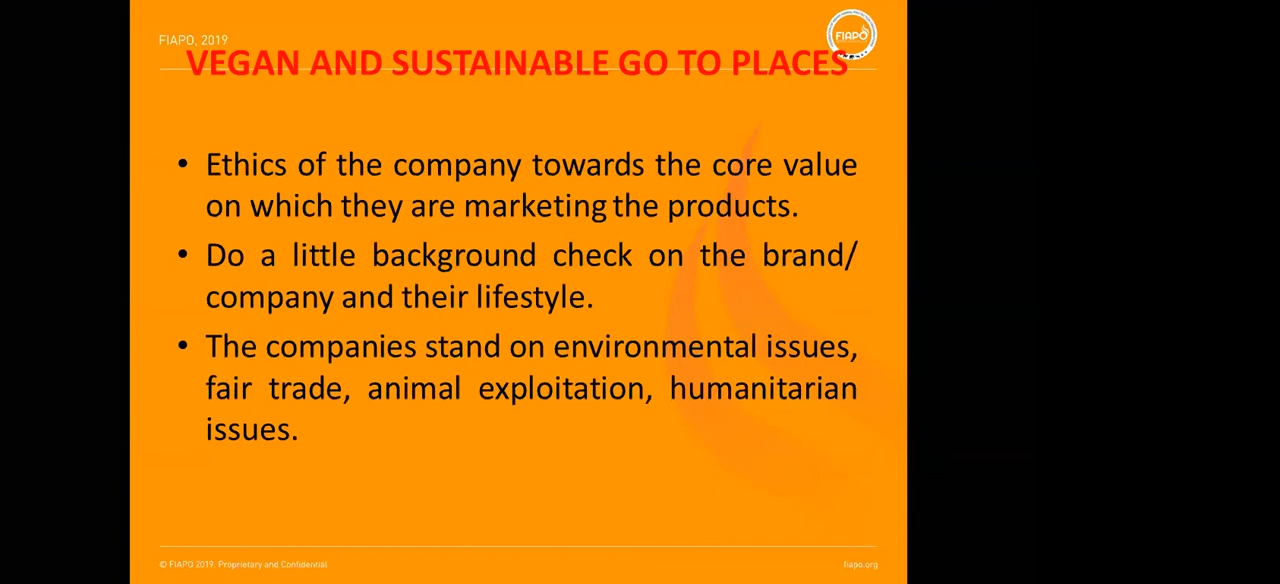 FIAPO, 2019
FIAPO
VEGAN AND SUSTAINABLE GO TO PLACES
• Ethics of the company towards the core value
on which they are marketing the products.
• Do a little background check on the brand/
company and their lifestyle.
• The companies stand on environmental issues,
fair trade, animal exploitation, humanitarian
issues.
© FIAPO 2019. Proprietary and Confidential
fiapo.org